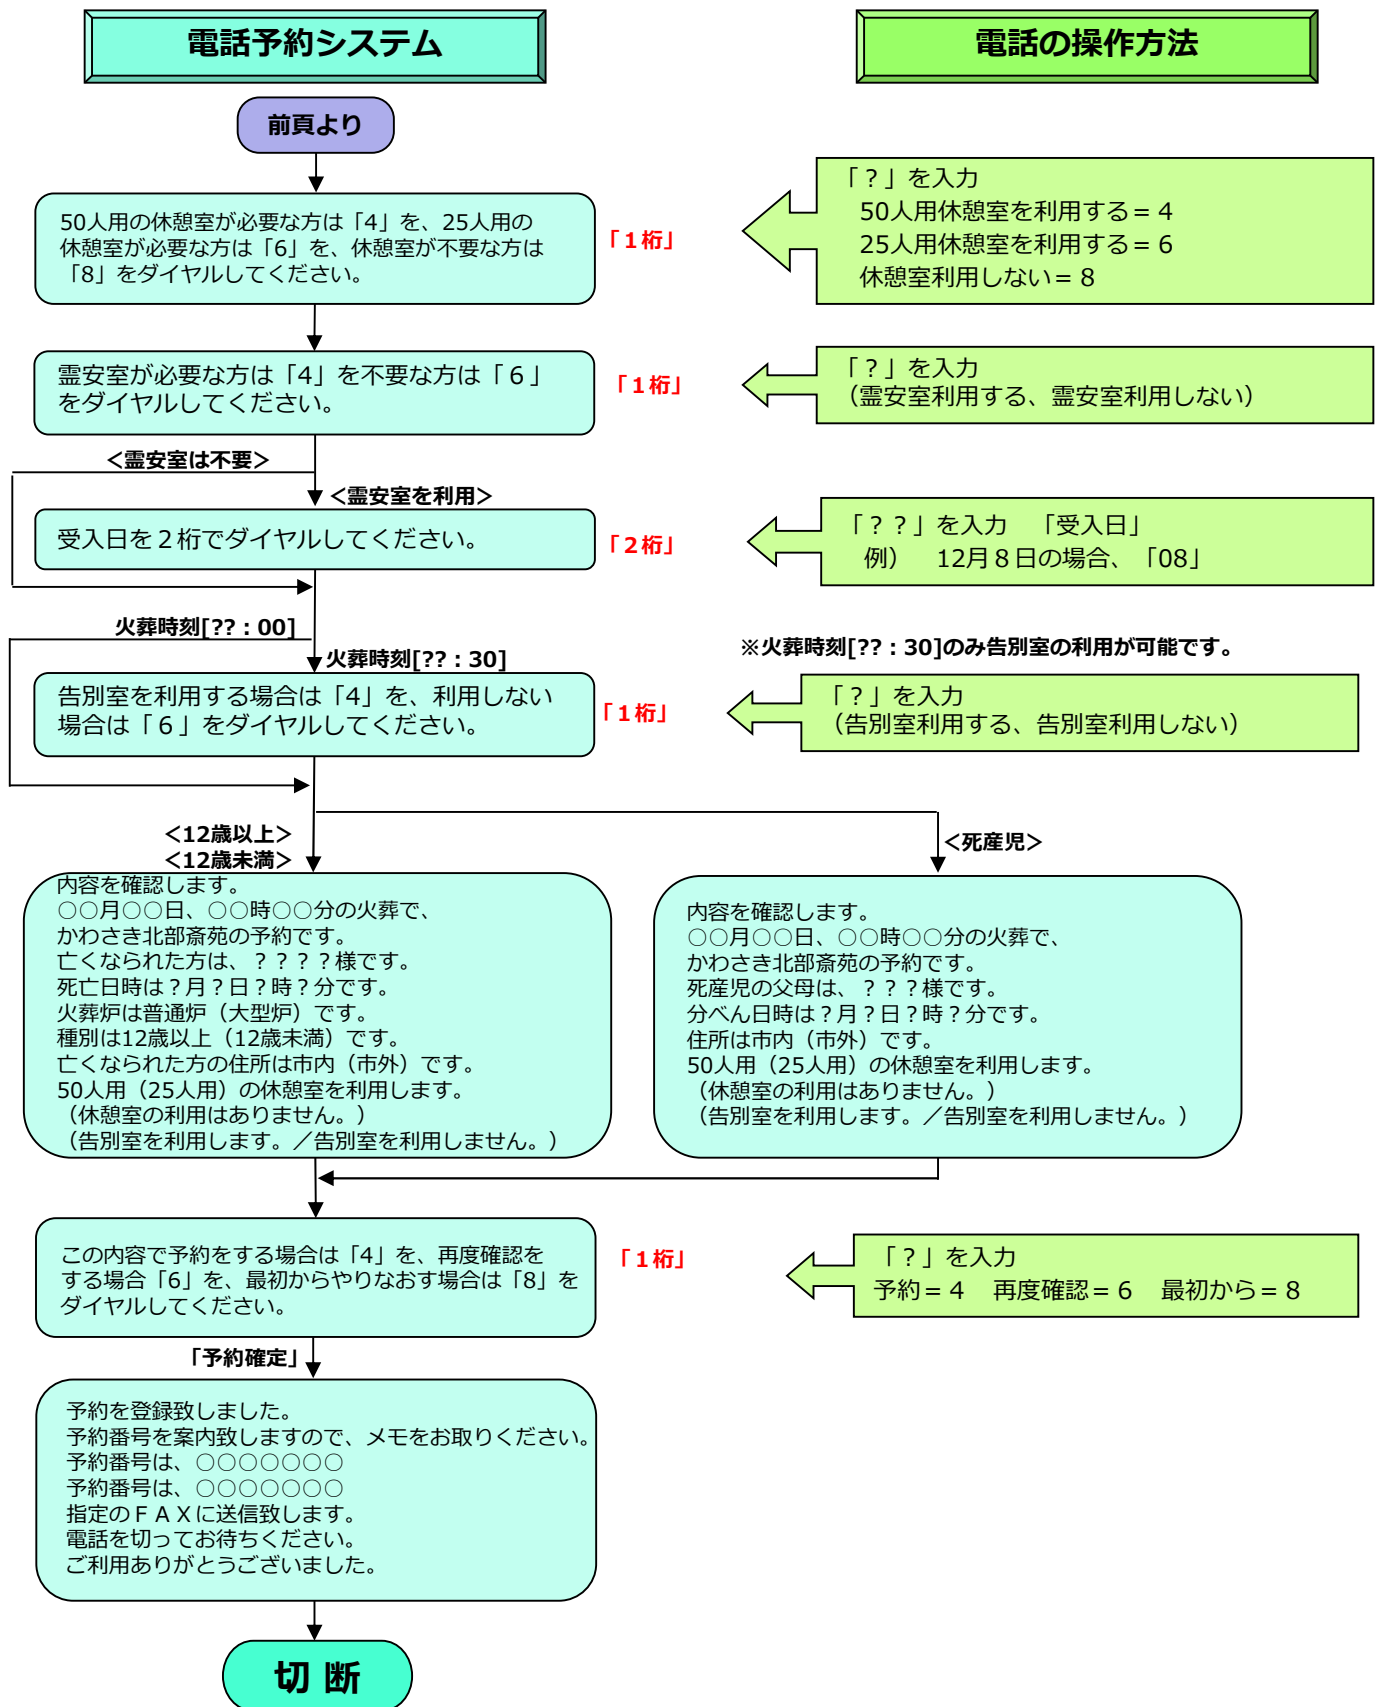 電話予約システム
電話の操作方法
前頁より
50人用の休憩室が必要な方は「4」を、25人用の
休憩室が必要な方は「6」を、休憩室が不要な方は
「8」をダイヤルしてください。
「１桁」
「？」を入力
50人用休憩室を利用する＝４
25人用休憩室を利用する＝６
休憩室利用しない＝８
霊安室が必要な方は「4」を不要な方は「６」
をダイヤルしてください。
「１桁」
「？」を入力
（霊安室利用する、霊安室利用しない）
＜霊安室は不要＞
＜霊安室を利用＞
受入日を２桁でダイヤルしてください。
「２桁」
「？？」を入力　「受入日」
例）　12月８日の場合、「08」
火葬時刻[??：00]
火葬時刻[??：30]
※火葬時刻[??：30]のみ告別室の利用が可能です。
告別室を利用する場合は「4」を、利用しない
場合は「６」をダイヤルしてください。
「１桁」
「？」を入力
（告別室利用する、告別室利用しない）
＜12歳以上＞
＜12歳未満＞
＜死産児＞
内容を確認します。
○○月○○日、○○時○○分の火葬で、
かわさき北部斎苑の予約です。
亡くなられた方は、？？？？様です。
死亡日時は？月？日？時？分です。
火葬炉は普通炉（大型炉）です。
種別は12歳以上（12歳未満）です。
亡くなられた方の住所は市内（市外）です。
50人用（25人用）の休憩室を利用します。
（休憩室の利用はありません。）
（告別室を利用します。／告別室を利用しません。）
内容を確認します。
○○月○○日、○○時○○分の火葬で、
かわさき北部斎苑の予約です。
死産児の父母は、？？？様です。
分べん日時は？月？日？時？分です。
住所は市内（市外）です。
50人用（25人用）の休憩室を利用します。
（休憩室の利用はありません。）
（告別室を利用します。／告別室を利用しません。）
この内容で予約をする場合は「4」を、再度確認を
する場合「6」を、最初からやりなおす場合は「8」を
ダイヤルしてください。
「１桁」
「？」を入力
予約＝４　再度確認＝６　最初から＝８
「予約確定」
予約を登録致しました。
予約番号を案内致しますので、メモをお取りください。
予約番号は、○○○○○○○
予約番号は、○○○○○○○
指定のＦＡＸに送信致します。
電話を切ってお待ちください。
ご利用ありがとうございました。
切 断